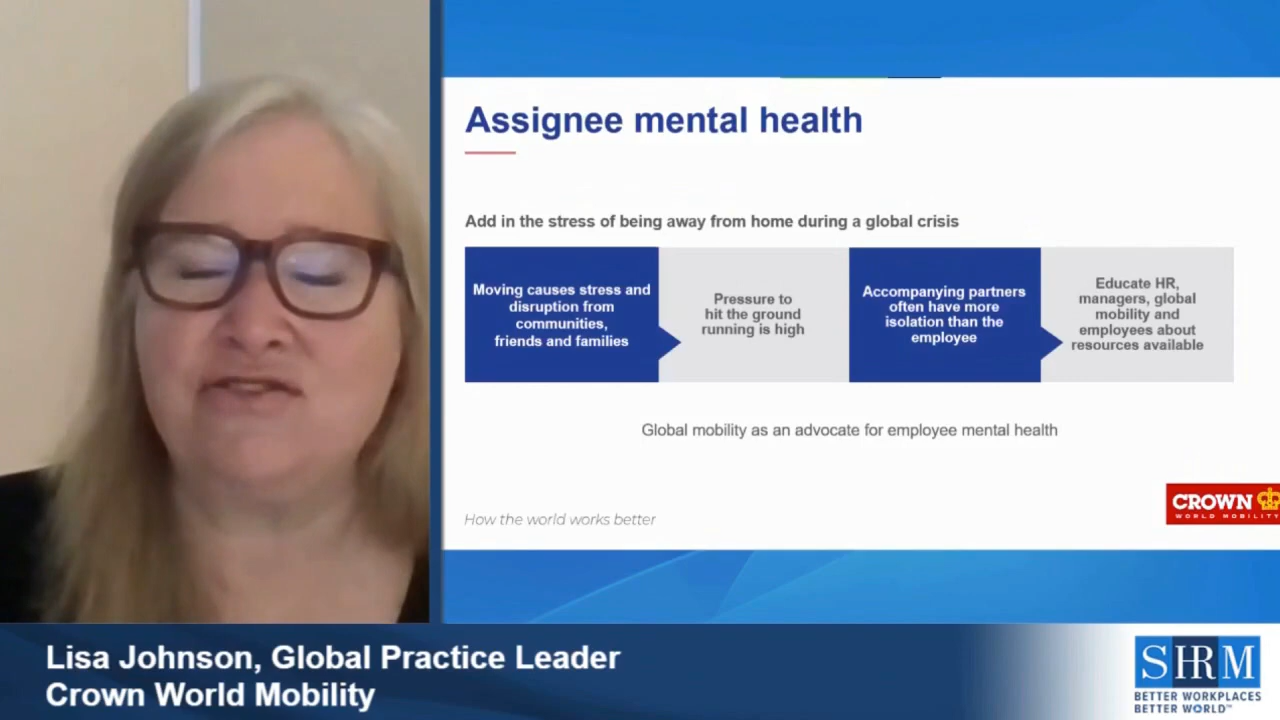 Assignee mental health
Add in the stress of being away from home during a global crisis
Moving causes stress and
disruption from
communities,
friends and families
Pressure to
hit the ground
running is high
Accompanying partners
often have more
isolation than the
employee
Educate HR,
managers, global
mobility and
employees about
resources available
Global mobility as an advocate for employee mental health
How the world works better
CROWN
WORLD MOBILITY
Lisa Johnson, Global Practice Leader
Crown World Mobility
SHRM
BETTER WORKPLACES
BETTER WORLD™